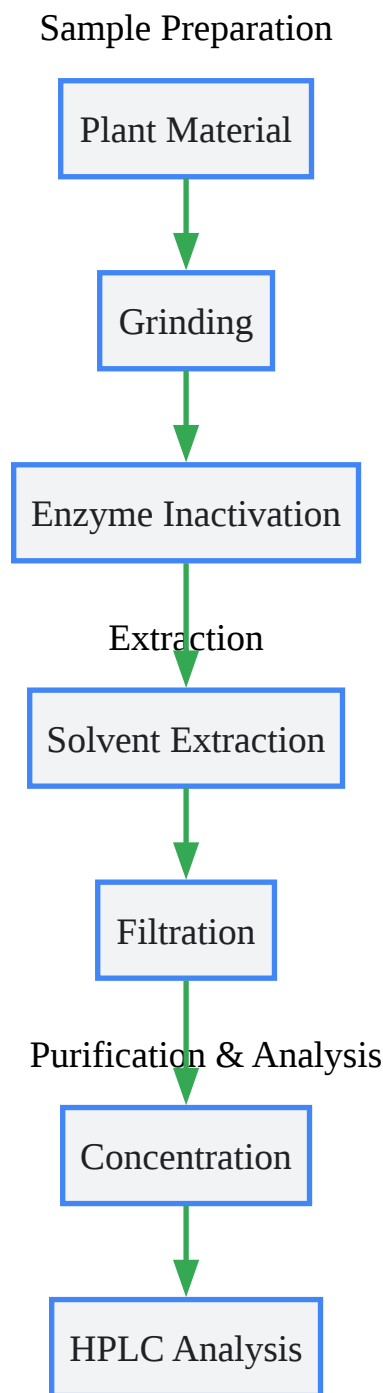 Sample Preparation
Plant Material
Grinding
Enzyme Inactivation
Extraction
Solvent Extraction
Filtration
Purification & Analysis
Concentration
HPLC Analysis